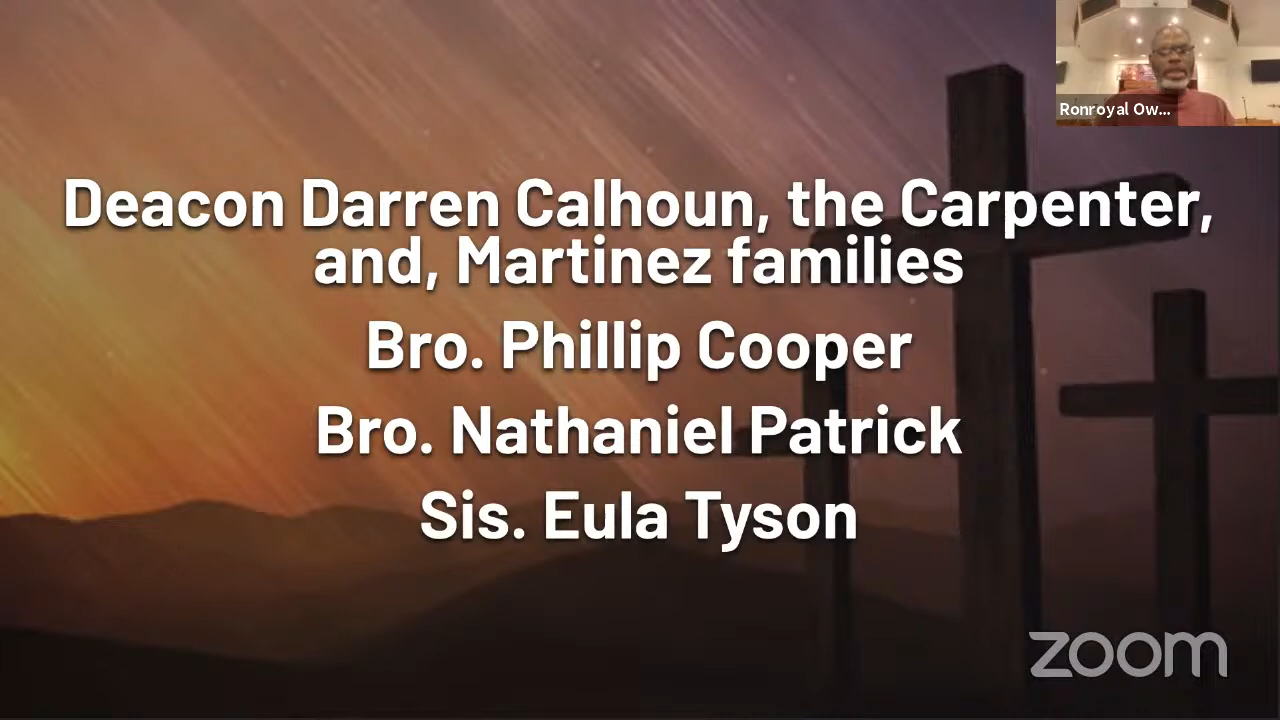 Ronroyal Ow...
Deacon Darren Calhoun, the Carpenter,
and, Martinez families
Bro. Phillip Cooper
Bro. Nathaniel Patrick
Sis. Eula Tyson
zoom